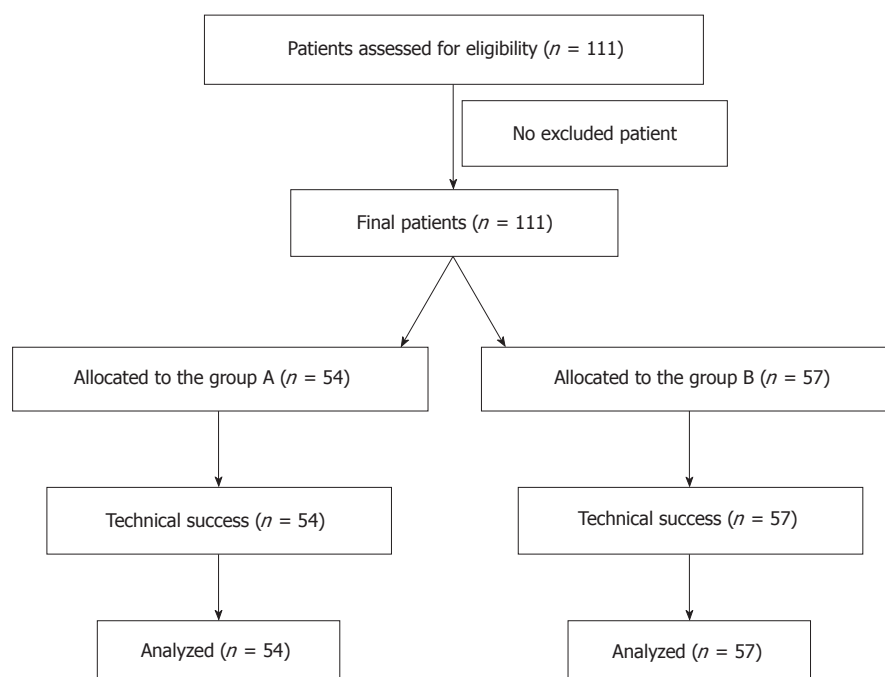 Patients assessed for eligibility (n = 111)
No excluded patient
Final patients (n = 111)
Allocated to the group A (n = 54)
Allocated to the group B (n = 57)
Technical success (n = 54)
Technical success (n = 57)
Analyzed (n = 54)
Analyzed (n = 57)